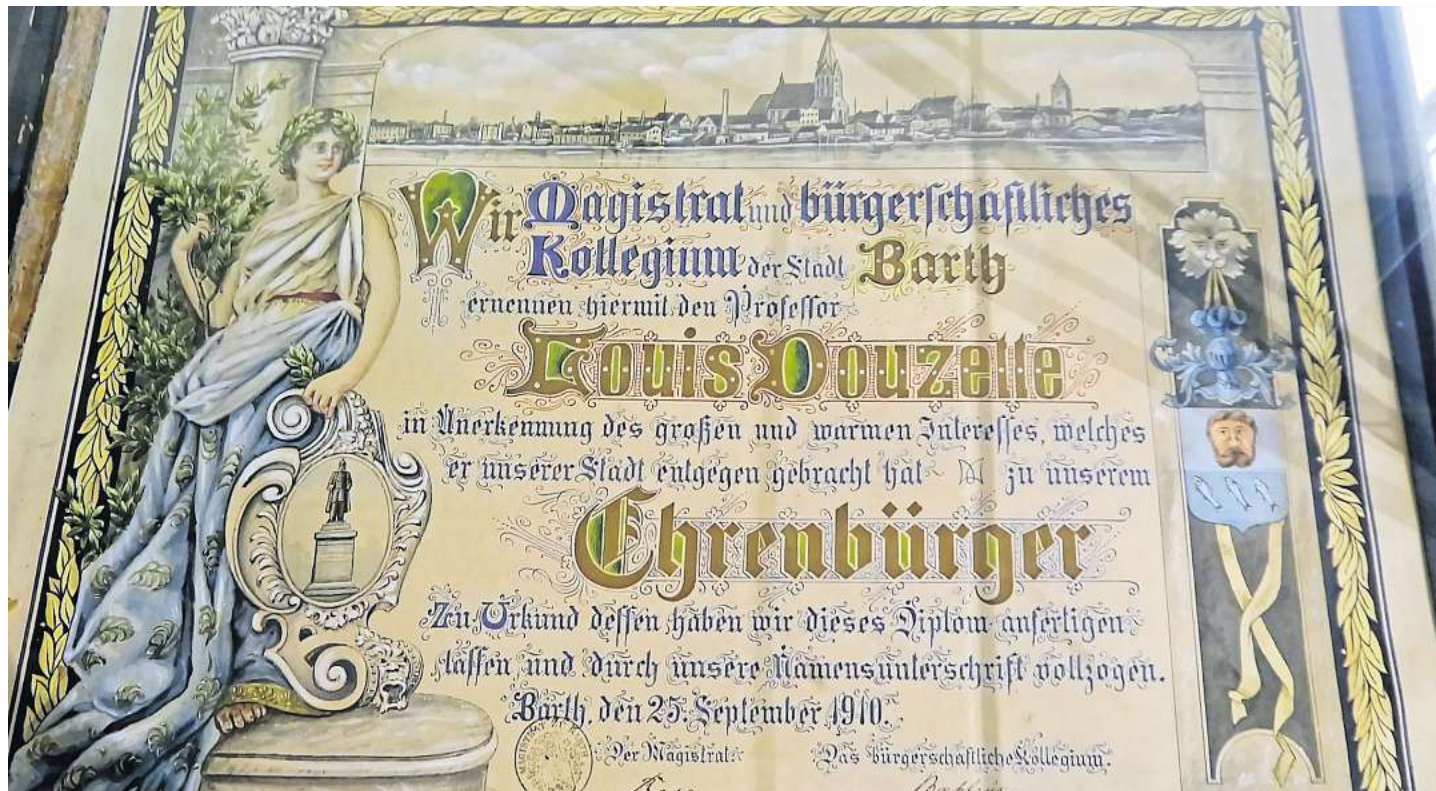 Wir Magistrat und bürgerschaftliches
Kollegium der Stadt Barth
ernennen hiermit den Professor
Louis Douzette
in Anerkennung des großen und warmen Interesses, welches
er unserer Stadt entgegen gebracht hat zu unserem
Ehrenbürger
Zu Urkund dessen haben wir dieses Diplom anfertigen
lassen und durch unsere Namensunterschrift vollzogen.
Barth, den 25. September 1910.
Der Magistrat. Das bürgerschaftliche Kollegium.